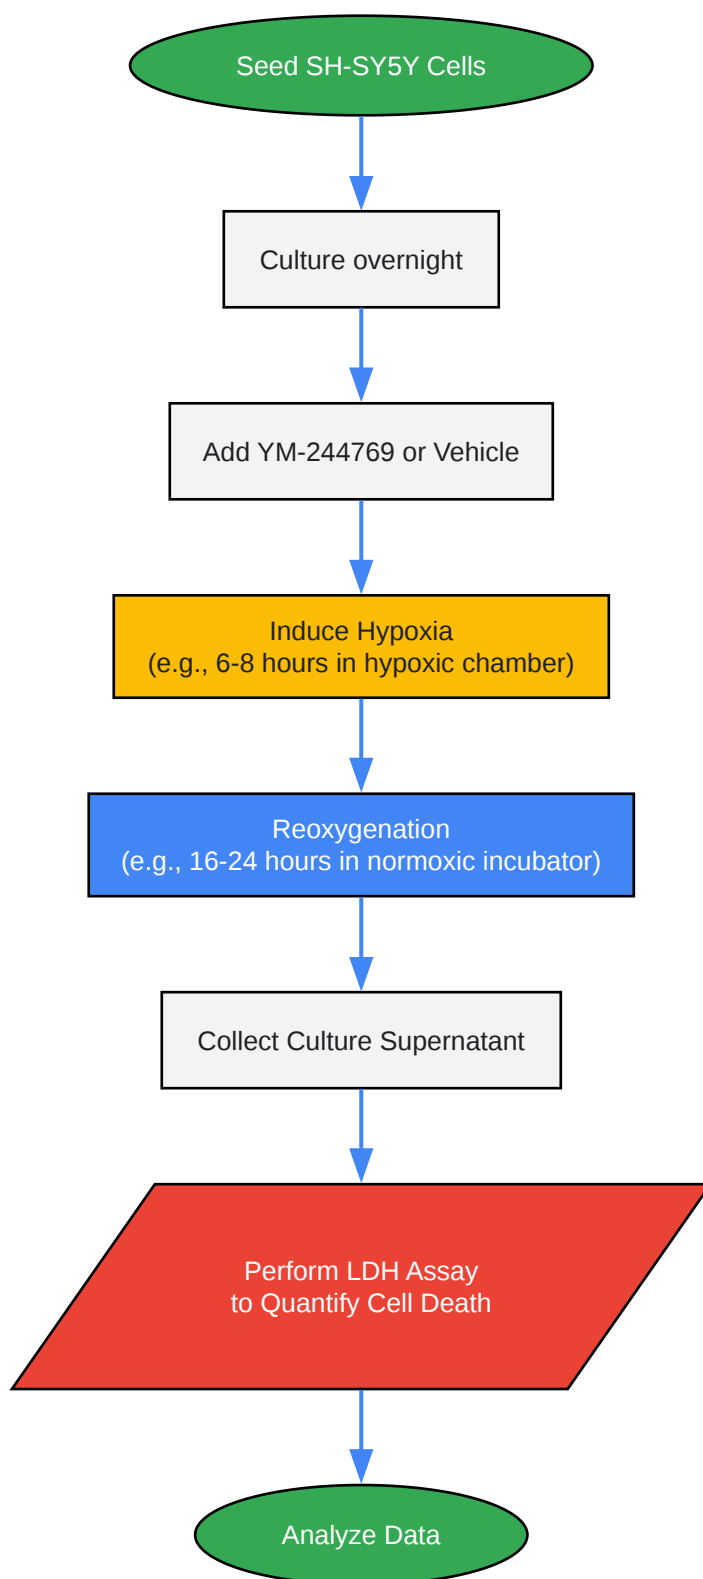 Seed SH-SY5Y Cells
Culture overnight
Add YM-244769 or Vehicle
Induce Hypoxia
(e.g., 6-8 hours in hypoxic chamber)
Reoxygenation
(e.g., 16-24 hours in normoxic incubator)
Collect Culture Supernatant
Perform LDH Assay
to Quantify Cell Death
Analyze Data